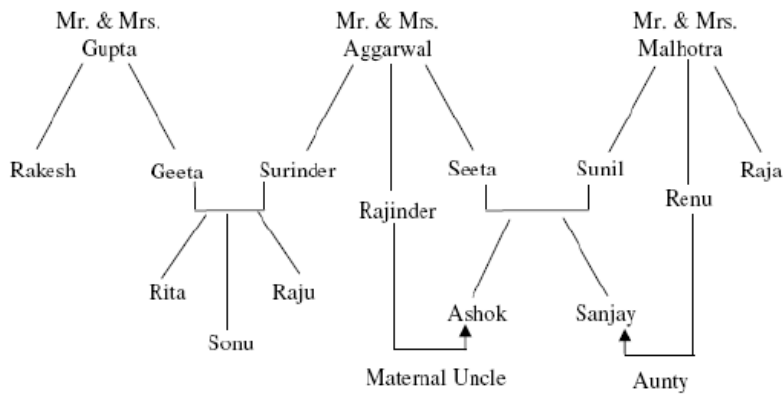 Mr. & Mrs.
Gupta
Mr. & Mrs.
Aggarwal
Mr. & Mrs.
Malhotra
Rakesh
Geeta
Surinder
Seeta
Sunil
Raja
Rajinder
Renu
Rita
Raju
Sonu
Ashok
Sanjay
Maternal Uncle
Aunty